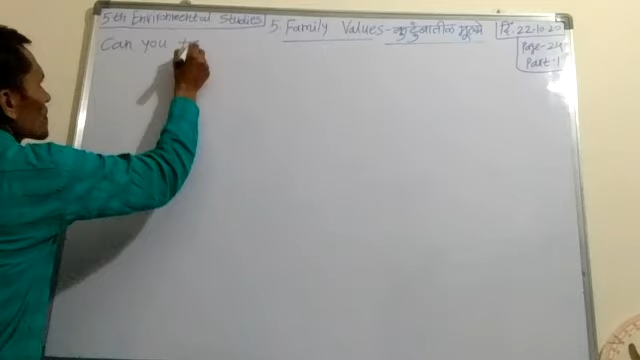 5th Environmental Studies
5. Family Values - कुटुंबातील मूल्ये
दि. 22.10.20
Page-24
Part-1
Can you